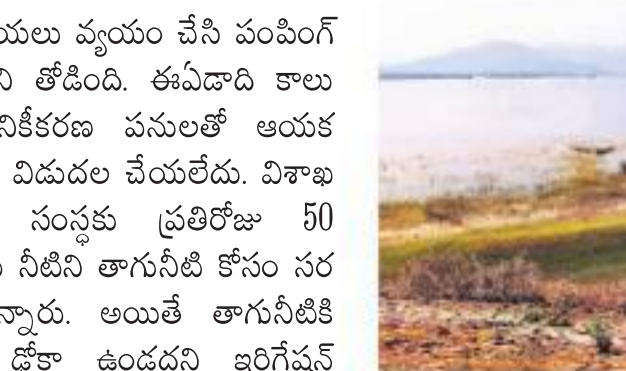 యలు వ్యయం చేసి పంపింగ్
ని తోడింది. ఈఏడాది కాలు
నికీకరణ పనులతో ఆయక
విడుదల చేయలేదు. విశాఖ
సంస్థకు ప్రతిరోజు 50
నీటిని తాగునీటి కోసం సర
న్నారు. అయితే తాగునీటికి
ఢోకా ఉండదని ఇరిగేషన్